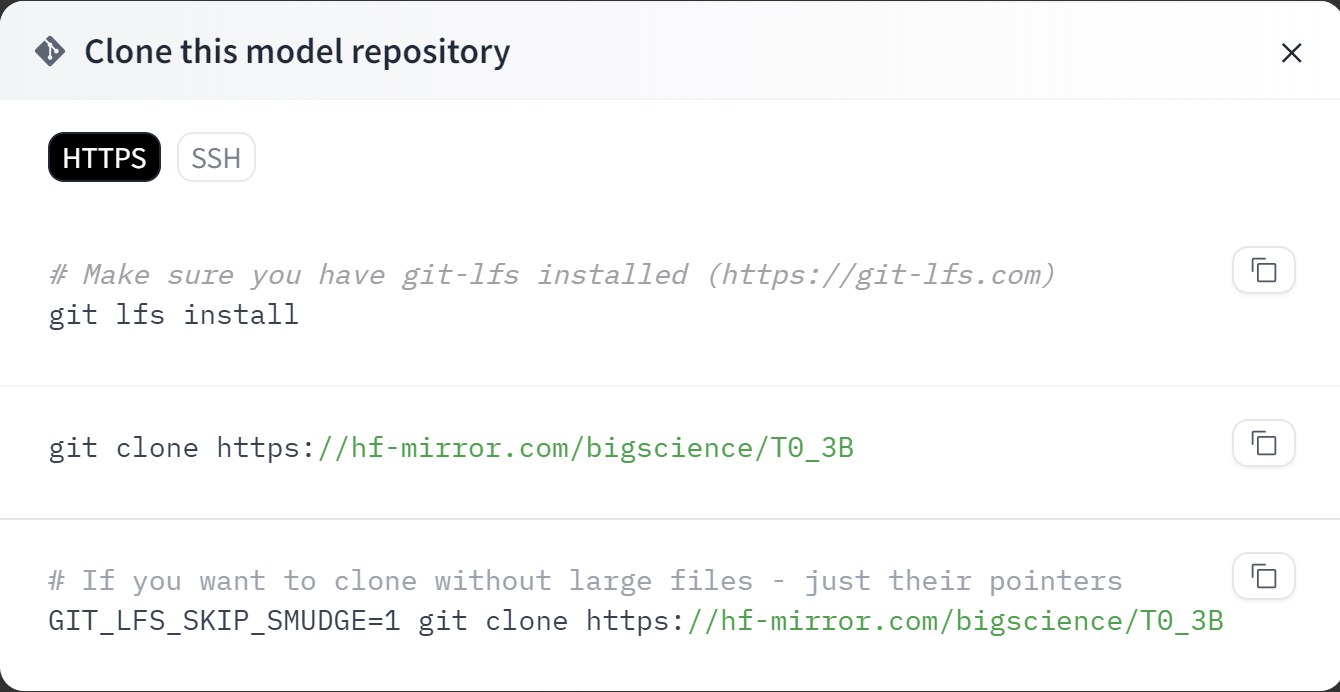 Clone this model repository
HTTPS SSH
# Make sure you have git-lfs installed (https://git-lfs.com)
git lfs install
git clone https://hf-mirror.com/bigscience/T0_3B
# If you want to clone without large files - just their pointers
GIT_LFS_SKIP_SMUDGE=1 git clone https://hf-mirror.com/bigscience/T0_3B